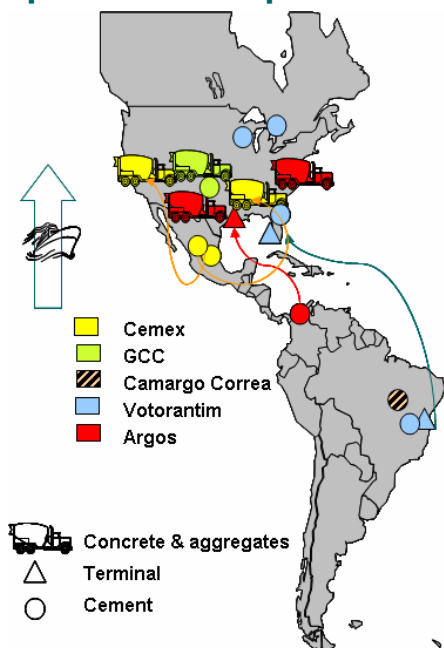 Cemex
GCC
Camargo Correa
Votorantim
Argos
Concrete & aggregates
Terminal
Cement